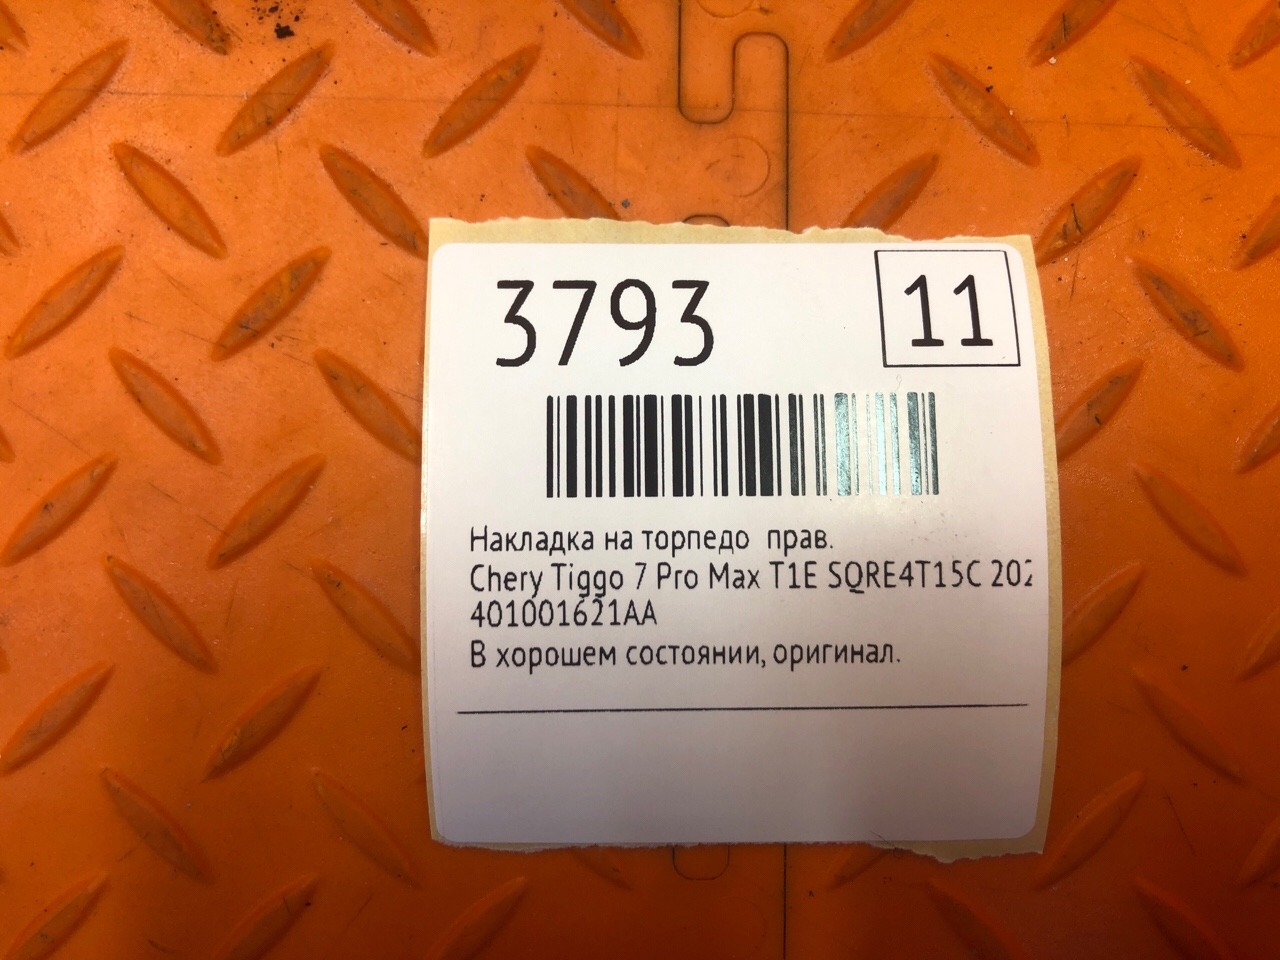 3793
11
Накладка на торпедо прав.
Chery Tiggo 7 Pro Max T1E SQRE4T15C 202
401001621AA
В хорошем состоянии, оригинал.